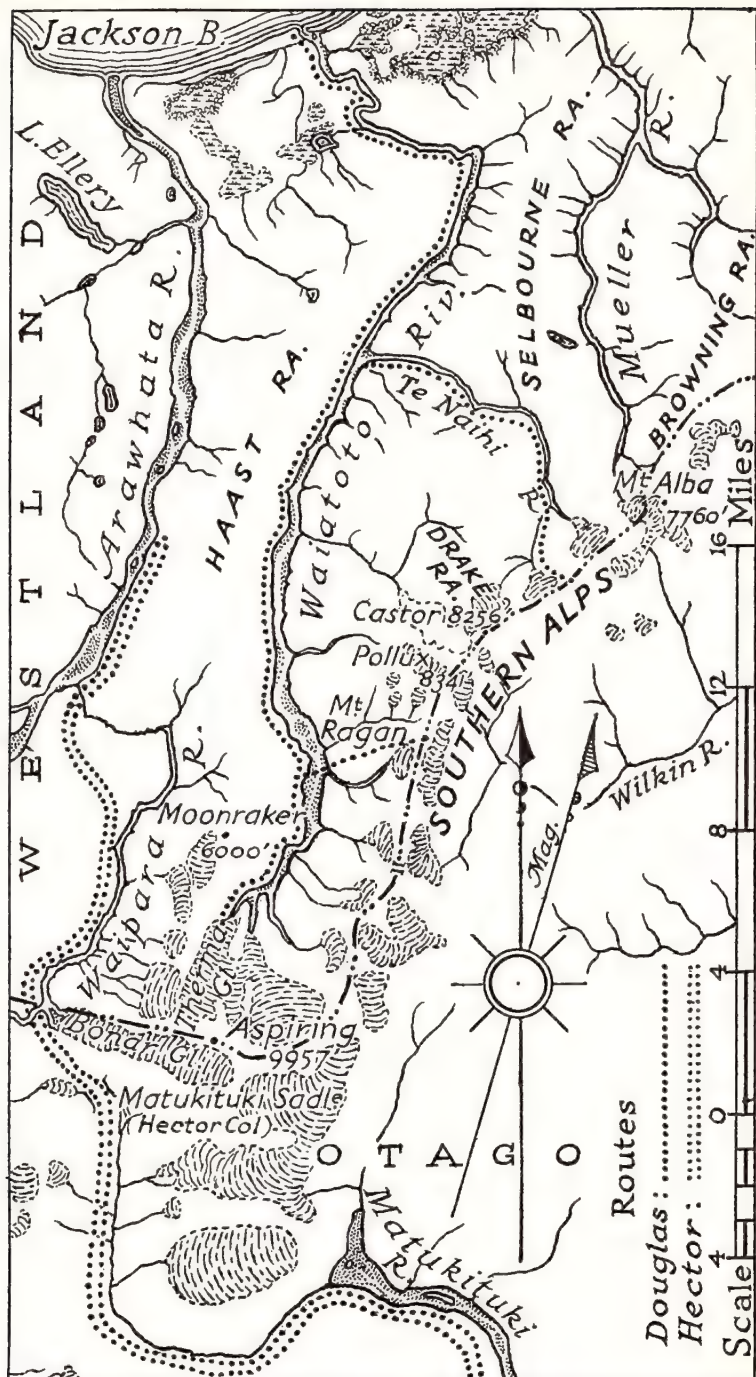 Jackson B.
L. Ellery
WESTLAND
Arawhata R.
HAAST RA.
Waiatoto Riv.
Te Naihi R.
SELBOURNE RA.
Mueller R.
BROWNING RA.
Mt Alba
7760'
DRAKE RA.
Castor 8256
Pollux
8341
Mt Ragan
SOUTHERN ALPS
Wilkin R.
Mag.
Moonraker
6000'
Waipara R.
Therma Gl
Bonar Gl
Aspiring
9957
Matukituki Sadle
(Hector Col)
OTAGO
Matukituki R.
Routes
Douglas:
Hector:
Scale 4 0 4 8 12 16 Miles